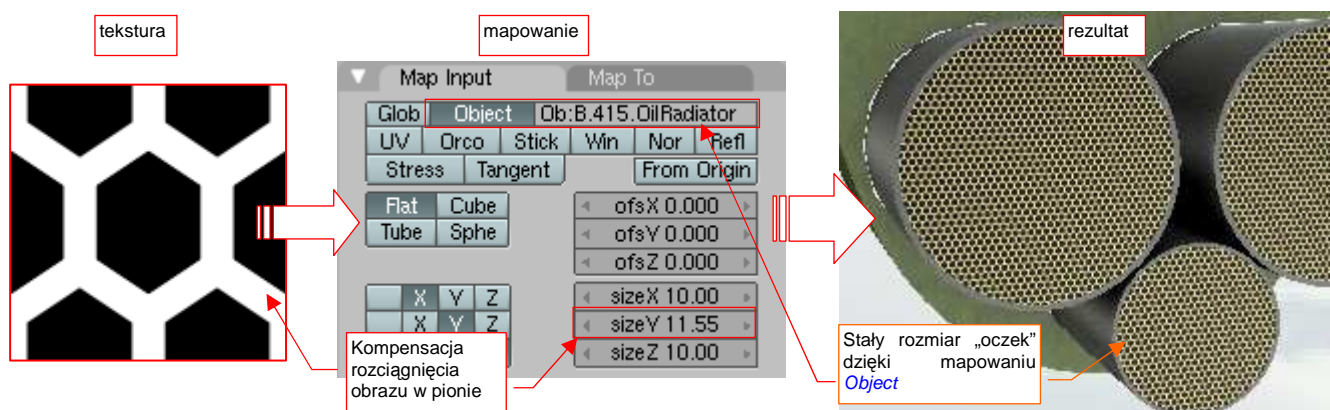 tekstura
mapowanie
rezultat
Map Input
Map To
Glob
Object
Ob:B.415.OilRadiator
UV
Orco
Stick
Win
Nor
Refl
Stress
Tangent
From Origin
Flat
Cube
ofsX 0.000
Tube
Sphe
ofsY 0.000
ofsZ 0.000
X
Y
Z
sizeX 10.00
X
Y
Z
sizeY 11.55
sizeZ 10.00
Kompensacja
rozciągnięcia
obrazu w pionie
Stały rozmiar „oczek”
dzięki mapowaniu
Object